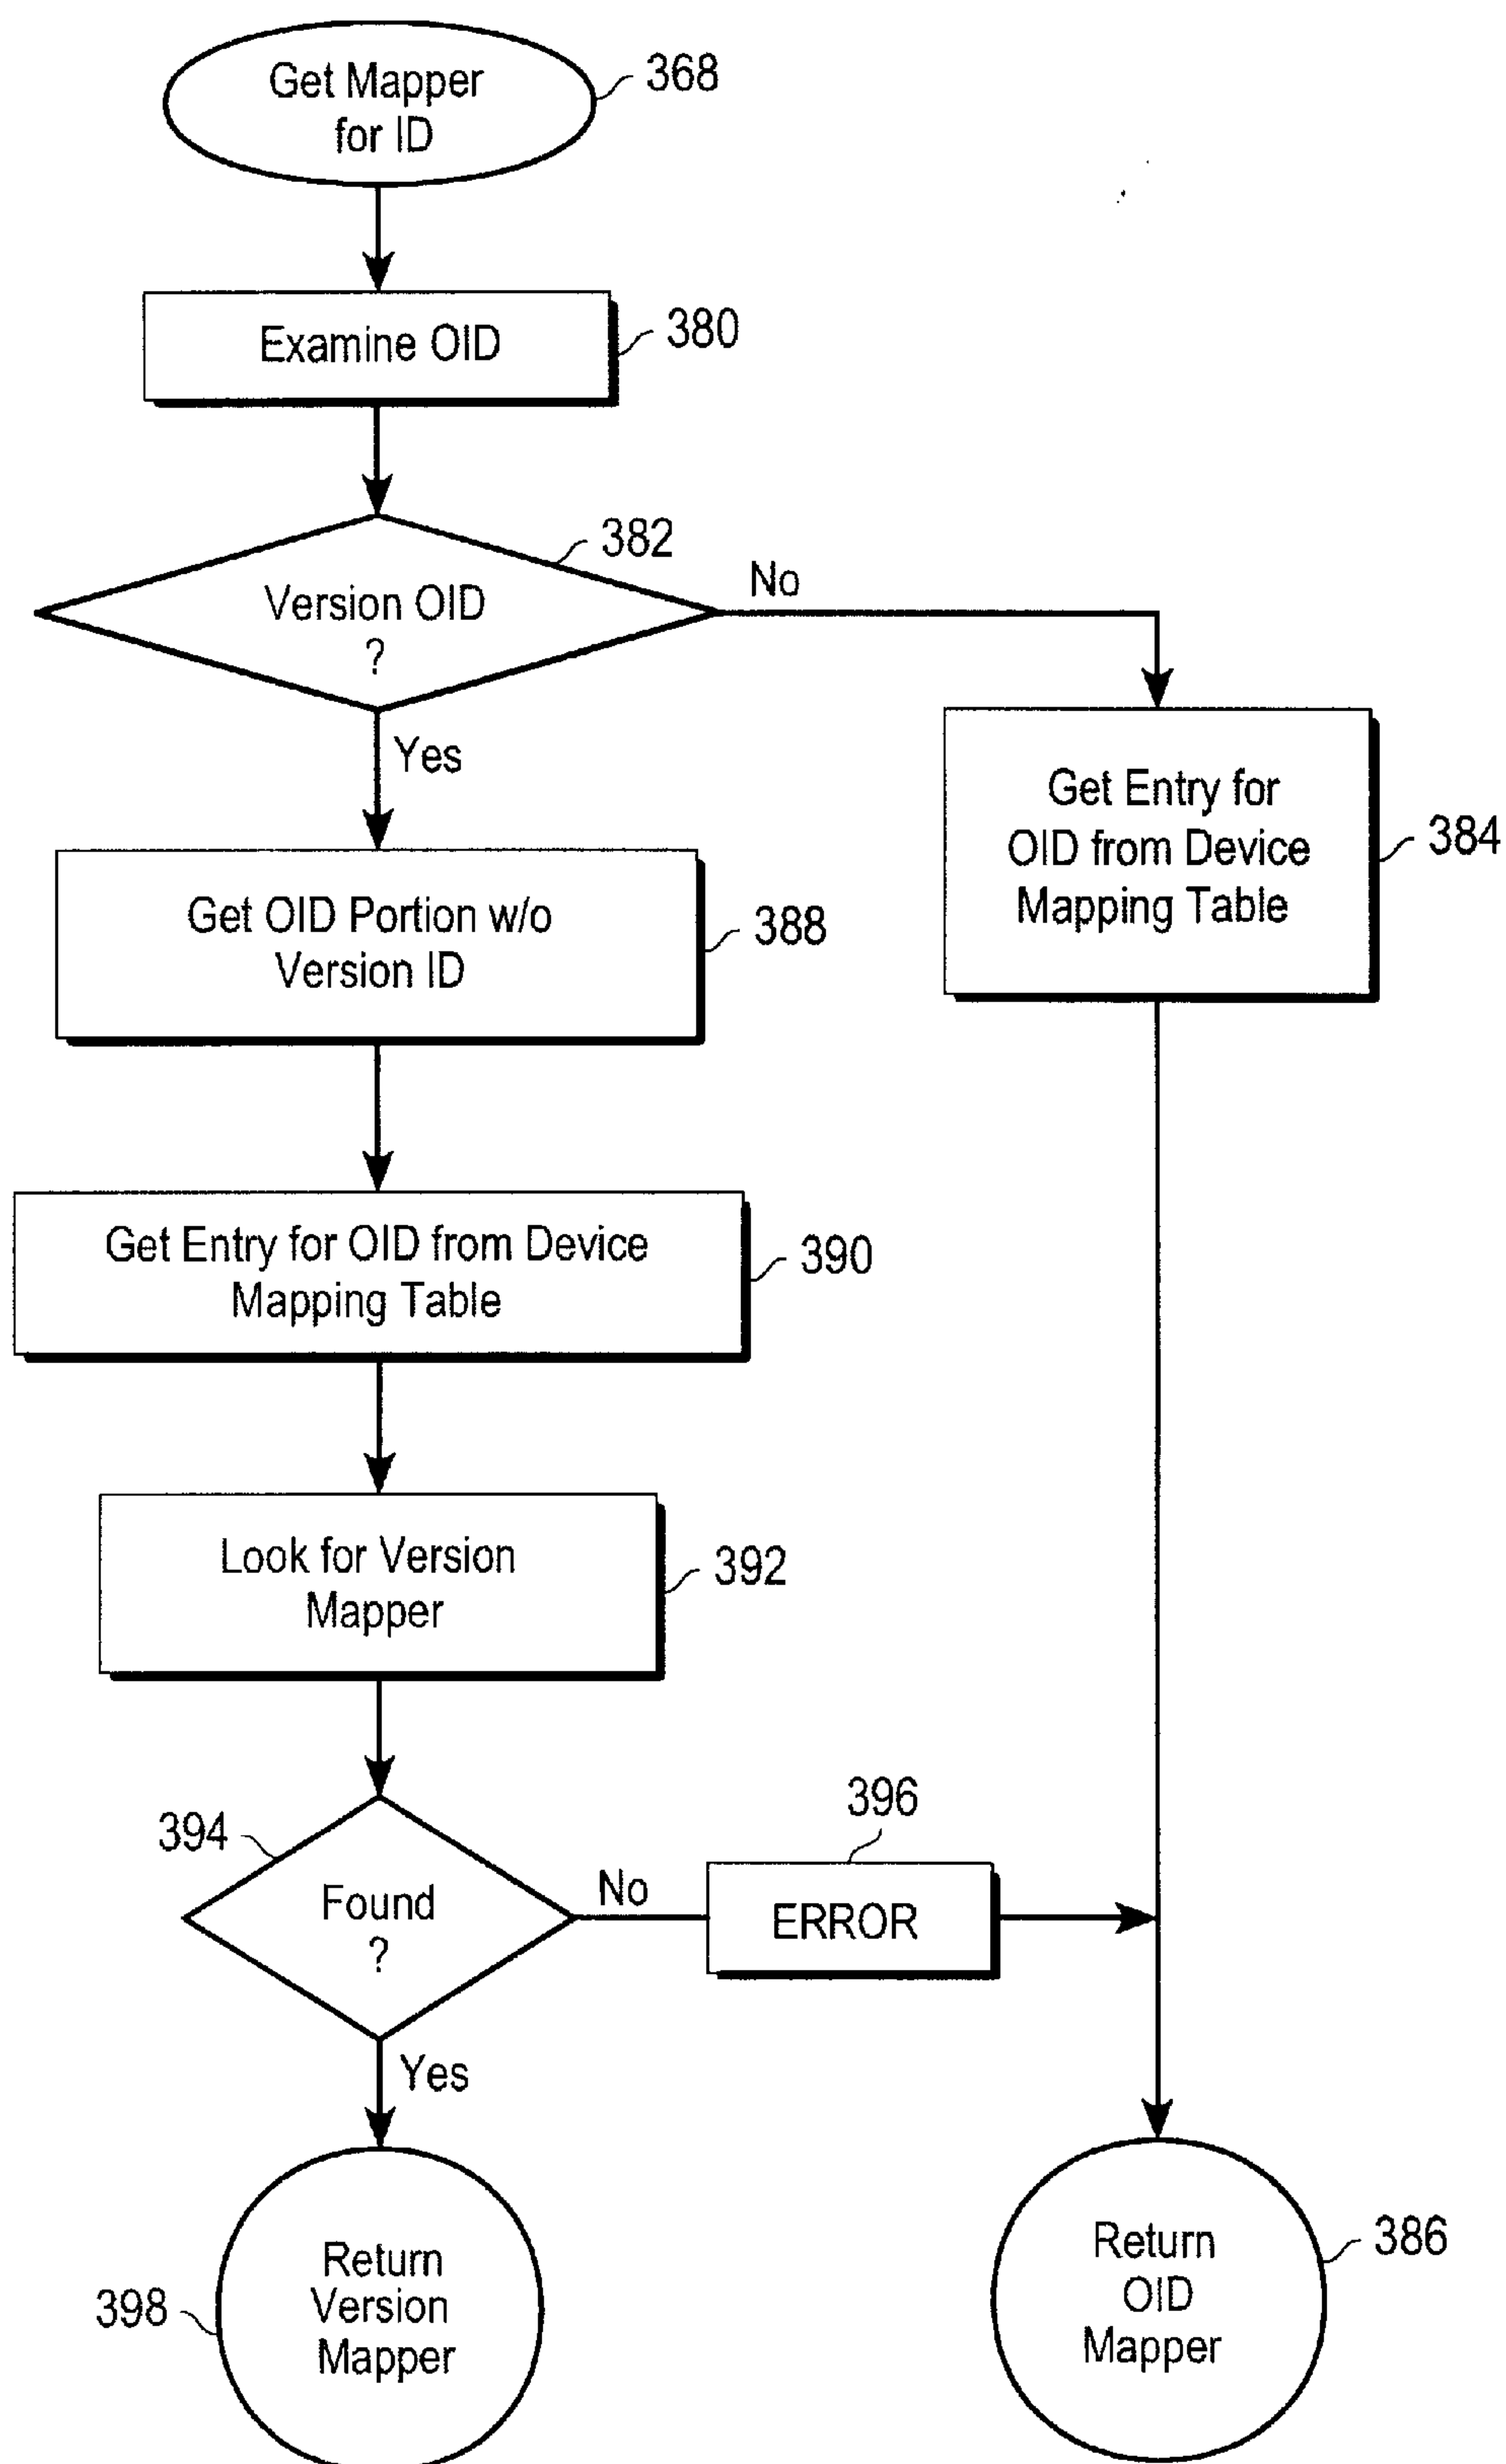 Get Mapper
for ID
368
Examine OID
380
382
Version OID
?
No
Yes
Get Entry for
OID from Device
Mapping Table
384
Get OID Portion w/o
Version ID
388
Get Entry for OID from Device
Mapping Table
390
Look for Version
Mapper
392
394
Found
?
No
396
ERROR
Yes
Return
Version
Mapper
398
Return
OID
Mapper
386